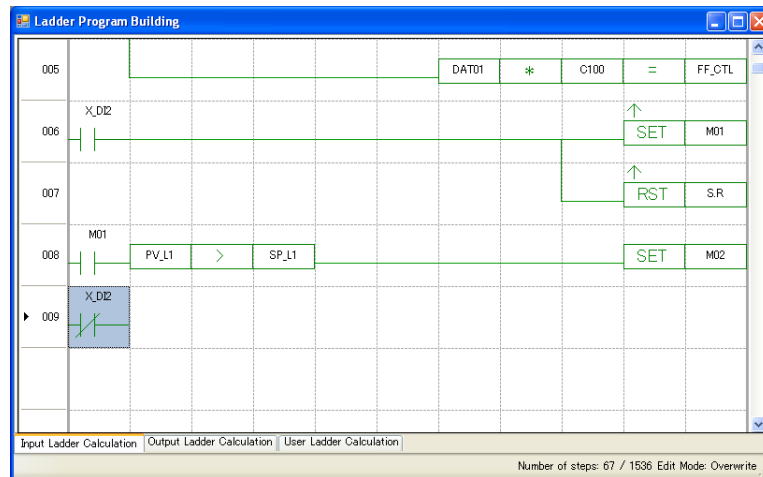 Ladder Program Building
005 DAT01 * C100 = FF_CTL
X_DI2
006 SET M01
007 RST S.R
M01
008 PV_L1 > SP_L1 SET M02
X_DI2
009
Input Ladder Calculation Output Ladder Calculation User Ladder Calculation
Number of steps: 67 / 1536 Edit Mode: Overwrite